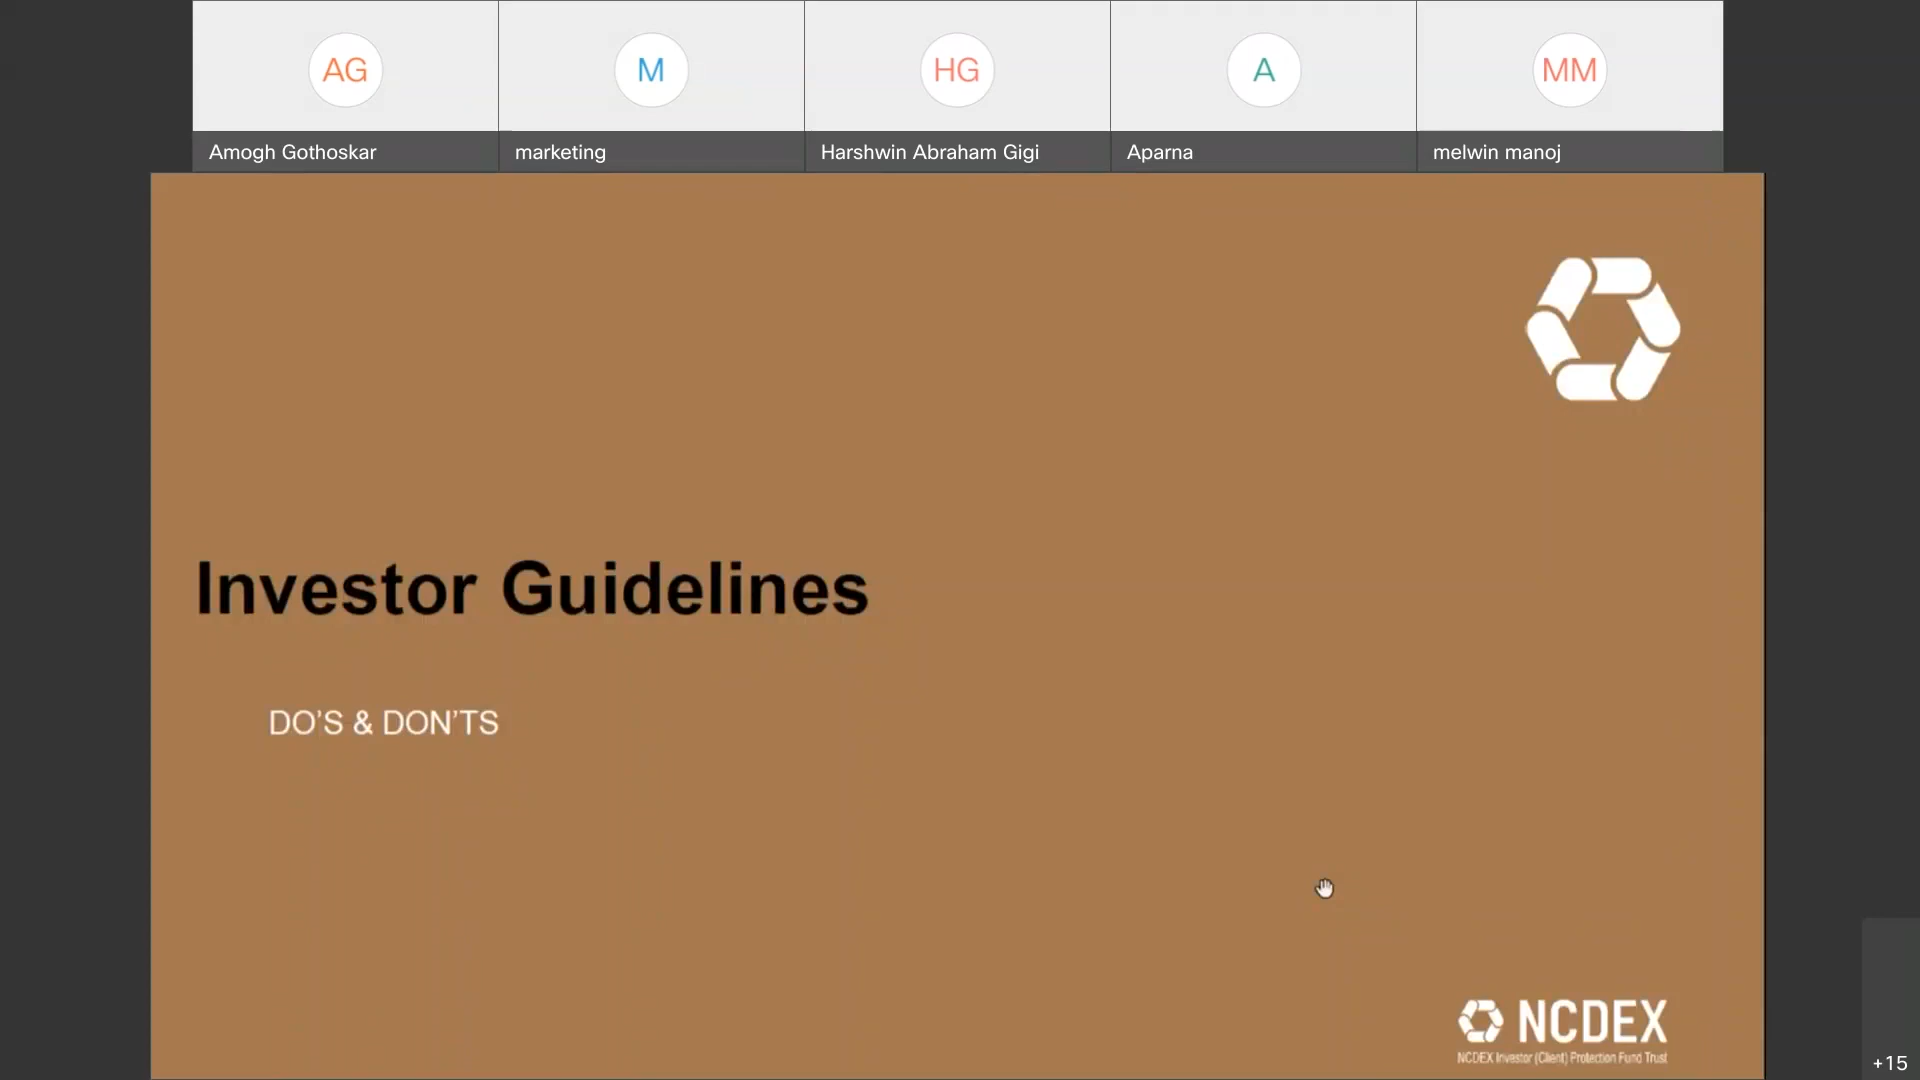 AG
M
HG
A
MM
Amogh Gothoskar
marketing
Harshwin Abraham Gigi
Aparna
melwin manoj
Investor Guidelines
DO’S & DON’TS
NCDEX
NCDEX Investor (Client) Protection Fund Trust
+15